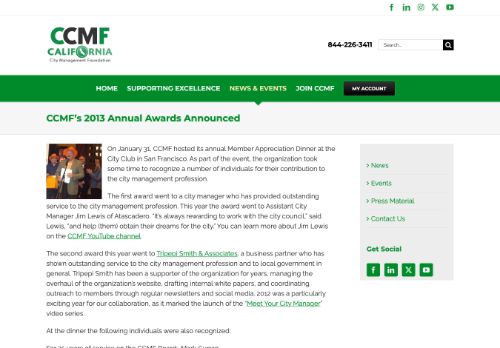 CCMF
CALIFORNIA
City Management Foundation
844-226-3411
Search...
HOME SUPPORTING EXCELLENCE NEWS & EVENTS JOIN CCMF MY ACCOUNT
CCMF's 2013 Annual Awards Announced
On January 31, CCMF hosted its annual Member Appreciation Dinner at the
City Club in San Francisco. As part of the event, the organization took
some time to recognize a number of individuals for their contribution to
the city management profession.
The first award went to a city manager who has provided outstanding
service to the city management profession. This year the award went to Assistant City
Manager Jim Lewis of Atascadero. "It's always rewarding to work with the city council," said
Lewis, "and help (them) obtain their dreams for the city." You can learn more about Jim Lewis
on the CCMF YouTube channel.
The second award this year went to Tripepi Smith & Associates, a business partner who has
shown outstanding service to the city management profession and to local government in
general. Tripepi Smith has been a supporter of the organization for years, managing the
overhaul of the organization's website, drafting internal white papers, and coordinating
outreach to members through regular newsletters and social media. 2012 was a particularly
exciting year for our collaboration, as it marked the launch of the "Meet Your City Manager"
video series.
At the dinner the following individuals were also recognized:
> News
> Events
> Press Material
> Contact Us
Get Social